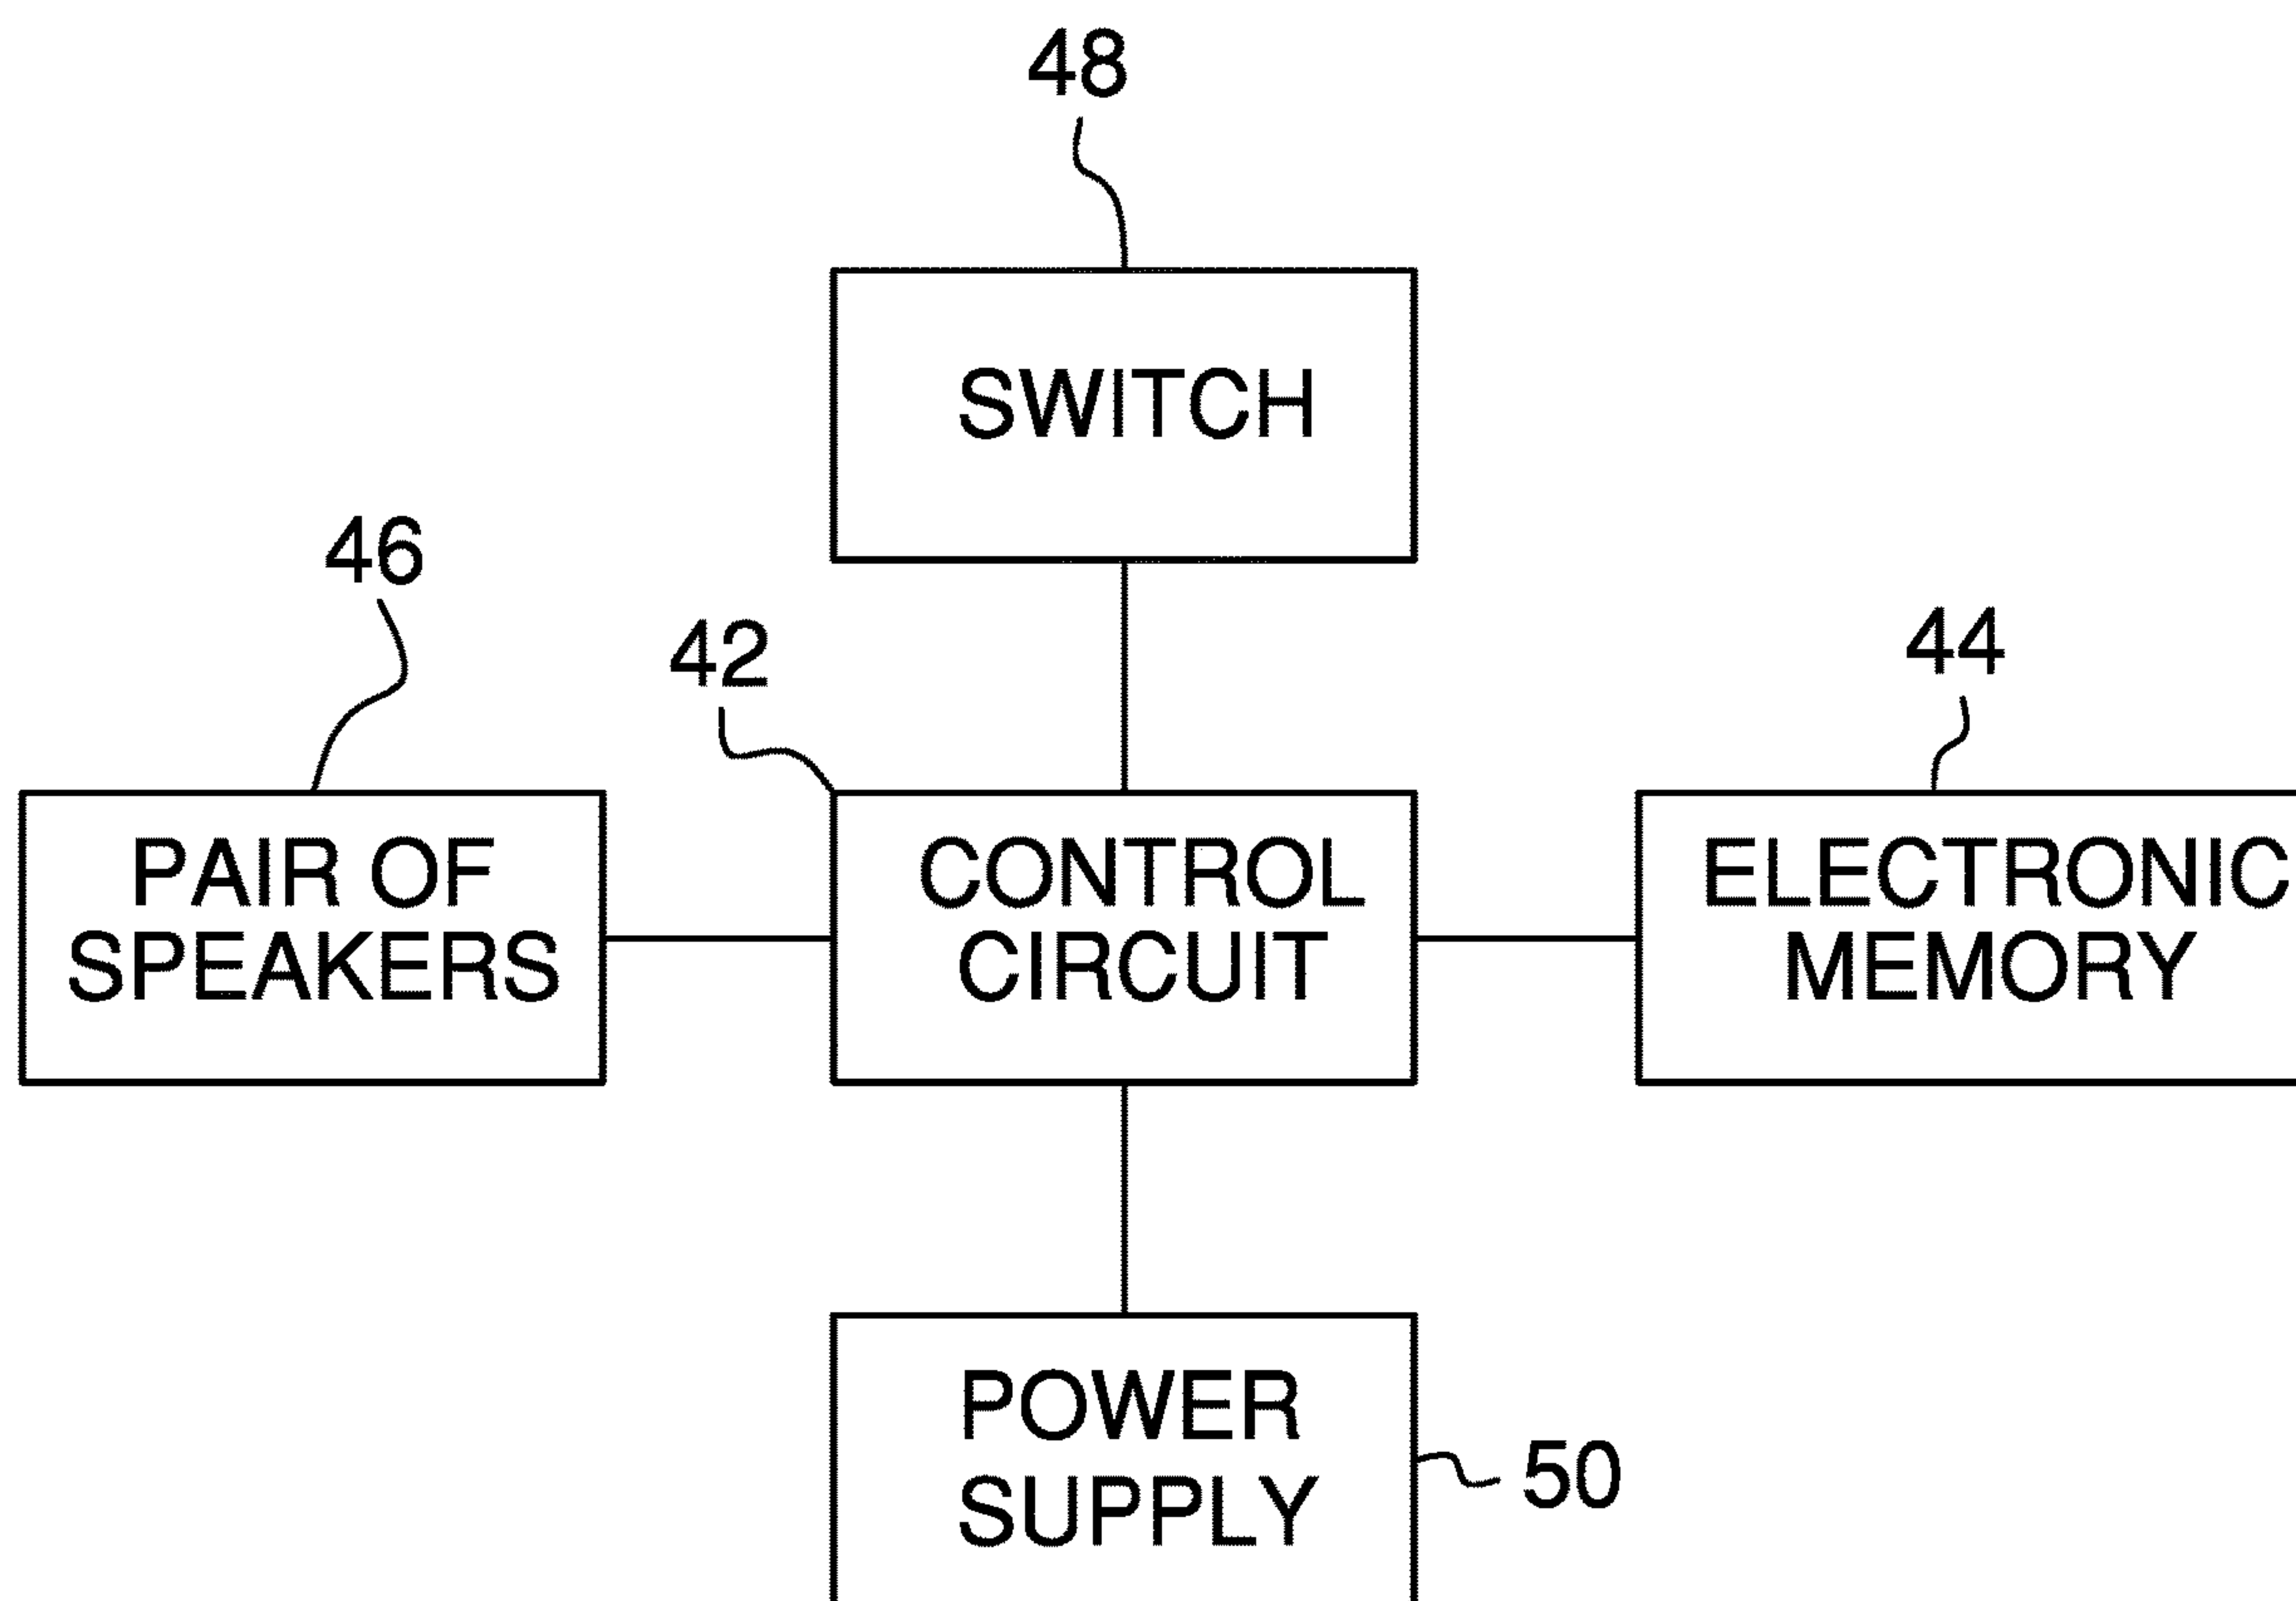 48
SWITCH
46
42
44
PAIR OF
SPEAKERS
CONTROL
CIRCUIT
ELECTRONIC
MEMORY
POWER
SUPPLY
50